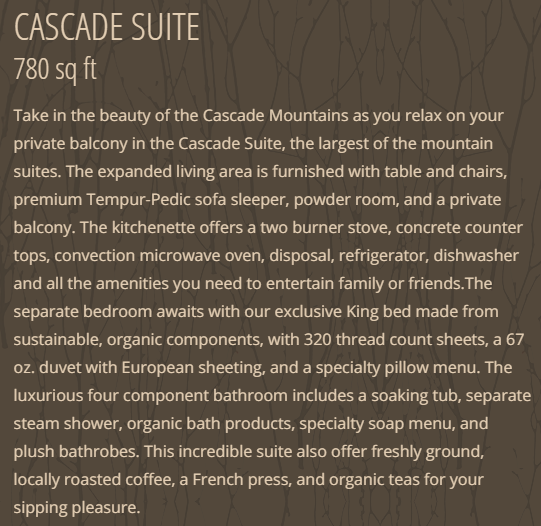 CASCADE SUITE
780 sq ft
Take in the beauty of the Cascade Mountains as you relax on your
private balcony in the Cascade Suite, the largest of the mountain
suites. The expanded living area is furnished with table and chairs,
premium Tempur-Pedic sofa sleeper, powder room, and a private
balcony. The kitchenette offers a two burner stove, concrete counter
tops, convection microwave oven, disposal, refrigerator, dishwasher
and all the amenities you need to entertain family or friends.The
separate bedroom awaits with our exclusive King bed made from
sustainable, organic components, with 320 thread count sheets, a 67
oz. duvet with European sheeting, and a specialty pillow menu. The
luxurious four component bathroom includes a soaking tub, separate
steam shower, organic bath products, specialty soap menu, and
plush bathrobes. This incredible suite also offer freshly ground,
locally roasted coffee, a French press, and organic teas for your
sipping pleasure.